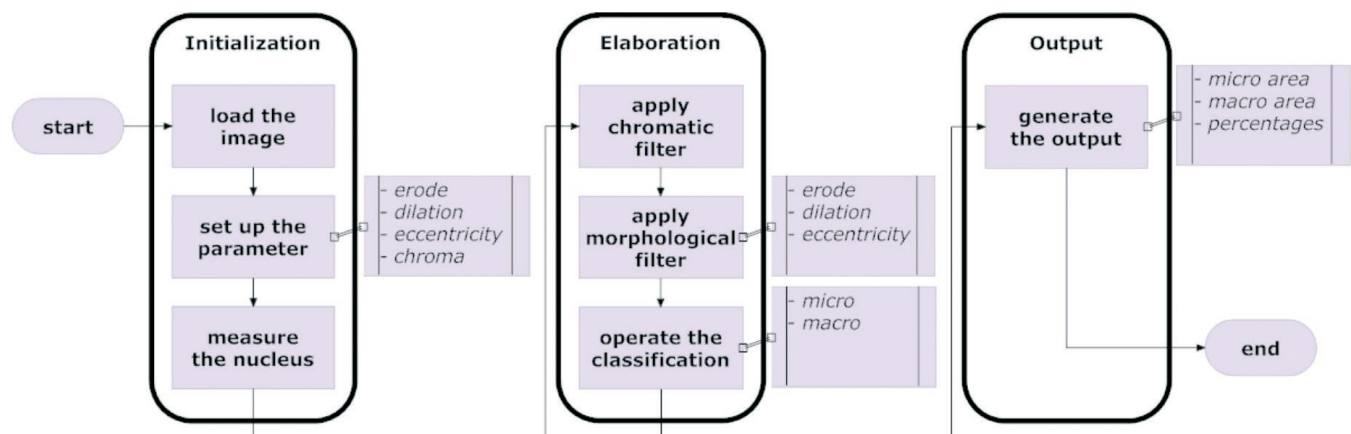 Initialization
start
load the
image
set up the
parameter
- erode
- dilation
- eccentricity
- chroma
measure
the nucleus
Elaboration
apply
chromatic
filter
apply
morphological
filter
- erode
- dilation
- eccentricity
operate the
classification
- micro
- macro
Output
generate
the output
- micro area
- macro area
- percentages
end